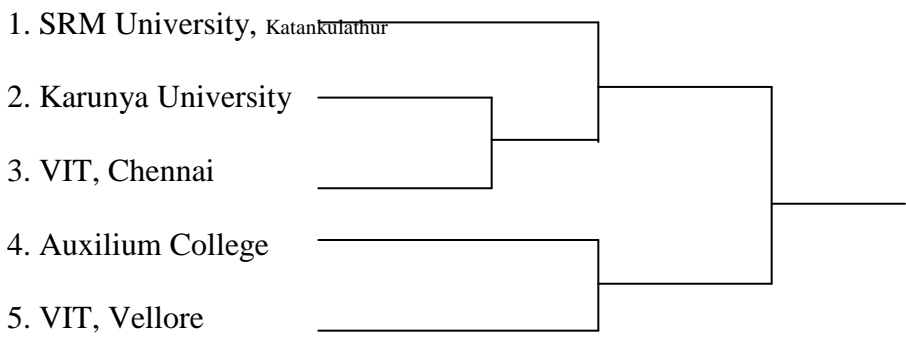 1. SRM University, Katankulathur
2. Karunya University
3. VIT, Chennai
4. Auxilium College
5. VIT, Vellore